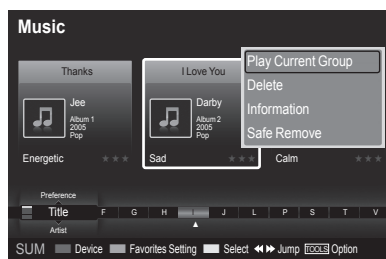 Music
Thanks
Jee
Album 1
2005
Pop
Energetic
I Love You
Darby
Album 2
2005
Pop
Sad
Calm
Play Current Group
Delete
Information
Safe Remove
Preference
Title
Artist
F G H I J L P S T V
SUM Device Favorites Setting Select Jump TOOLS Option